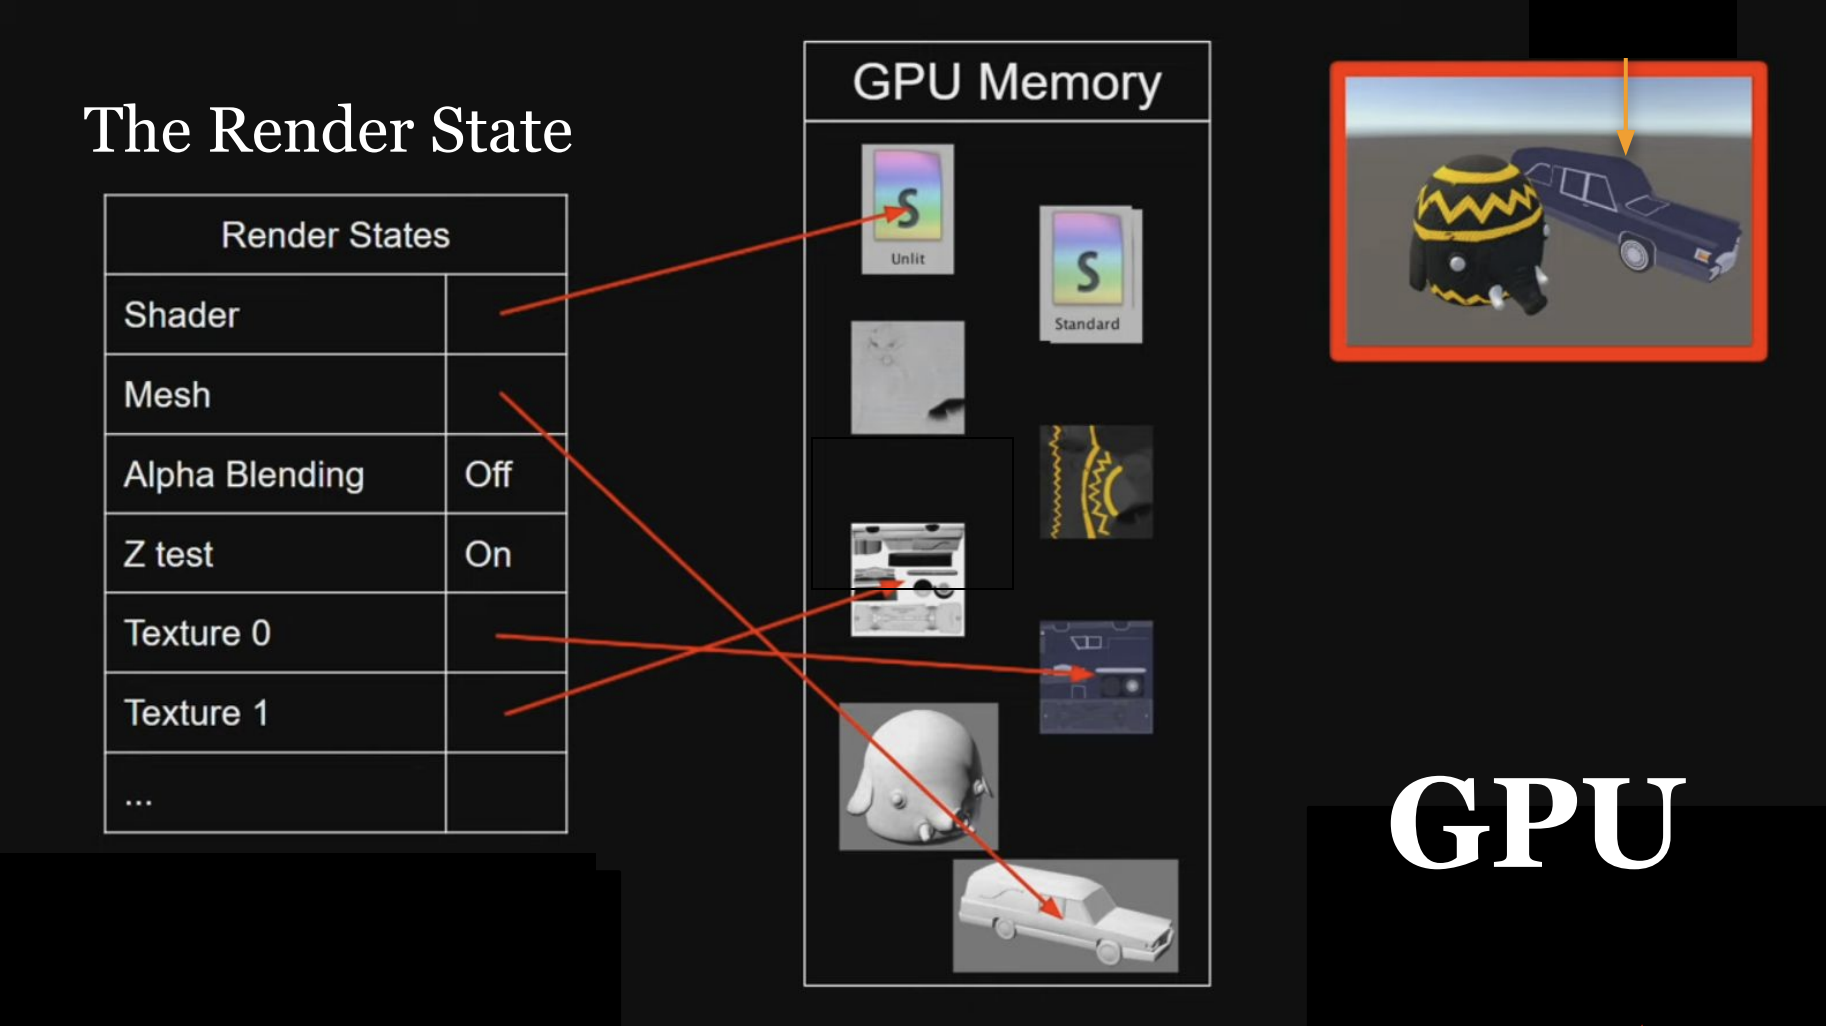 The Render State
Render States
Shader
Mesh
Alpha Blending Off
Z test On
Texture 0
Texture 1
...
GPU Memory
S
Unlit
S
Standard
GPU